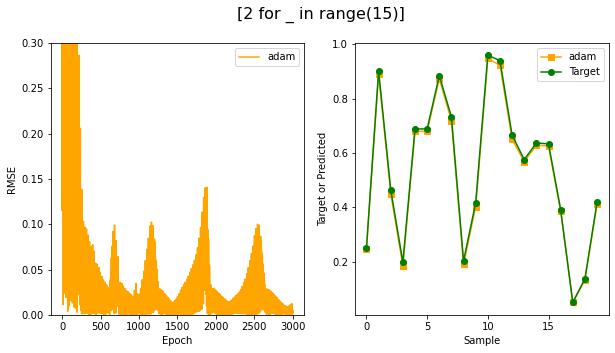 [2 for _ in range(15)]
0.30
0.25
0.20
0.15
0.10
0.05
0.00
RMSE
0 500 1000 1500 2000 2500 3000
Epoch
adam
1.0
0.8
0.6
0.4
0.2
Target or Predicted
0 5 10 15
Sample
adam
Target